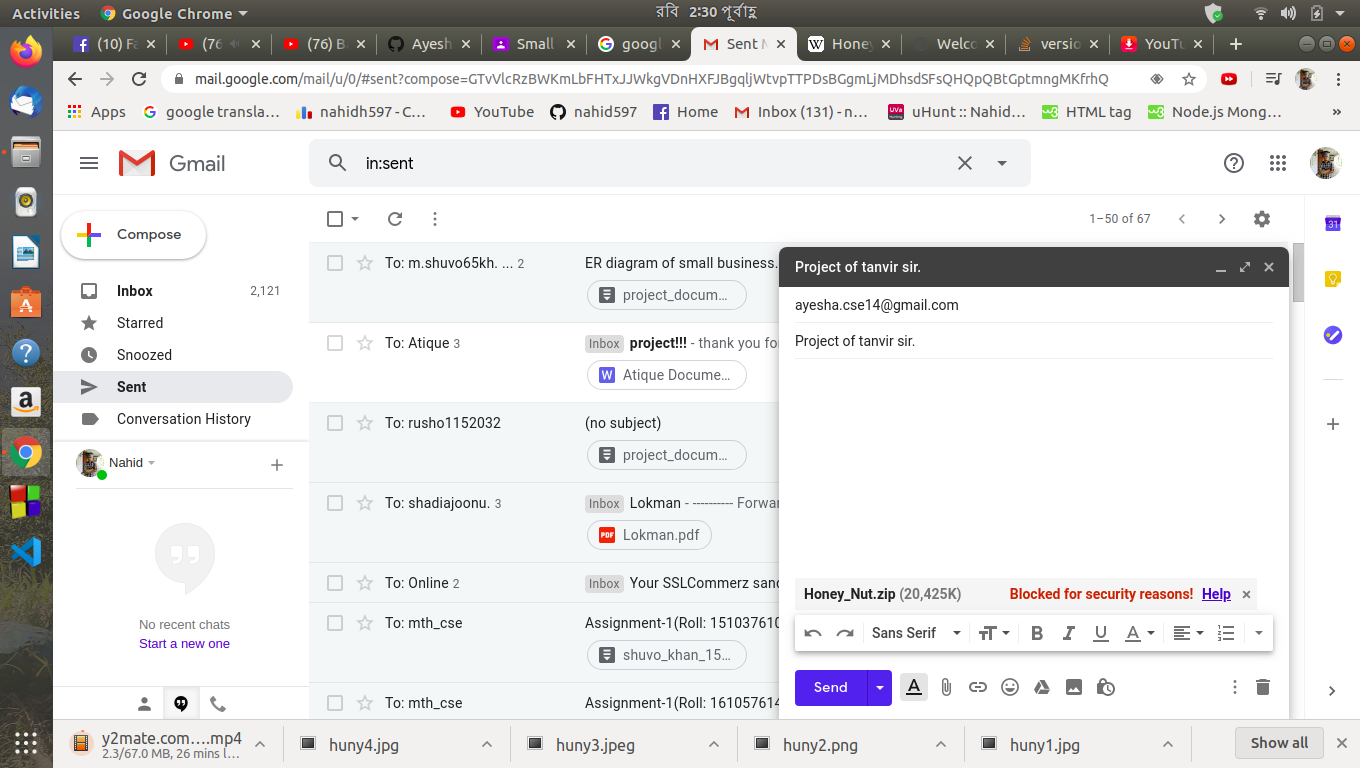 Activities
Google Chrome
রবি 2:30 পূর্বাহ্ণ
(10) Fa
(76
(76) B
Ayesh
Small
googl
Sent M
Honey
Welco
versio
YouTu
mail.google.com/mail/u/0/#sent?compose=GTvVlcRzBWKmLbFHTxJJWkgVDnHXFJBgqljWtvpTTPDsBGgmLjMDhsdSFsQHQpQBtGptmngMKfrhQ
Apps
google transla…
nahidh597 - C…
YouTube
nahid597
Home
Inbox (131) - n…
uHunt :: Nahid…
HTML tag
Node.js Mong…
»
Gmail
in:sent
Compose
1–50 of 67
Inbox 2,121
Starred
Snoozed
Sent
Conversation History
Nahid
No recent chats
Start a new one
To: m.shuvo65kh. ... 2
ER diagram of small business.
project_docum...
To: Atique 3
Inbox project!!! - thank you fo
W Atique Docume...
To: rusho1152032
(no subject)
project_docum...
To: shadiajoonu. 3
Inbox Lokman - ---------- Forwa
PDF Lokman.pdf
To: Online 2
Inbox Your SSLCommerz san
To: mth_cse
Assignment-1(Roll: 151037610
shuvo_khan_15...
To: mth_cse
Assignment-1(Roll: 161057614
31
Project of tanvir sir.
ayesha.cse14@gmail.com
Project of tanvir sir.
Honey_Nut.zip (20,425K)
Blocked for security reasons! Help
Sans Serif
B I U A
Send
A
y2mate.com….mp4
2.3/67.0 MB, 26 mins l…
huny4.jpg
huny3.jpeg
huny2.png
huny1.jpg
Show all